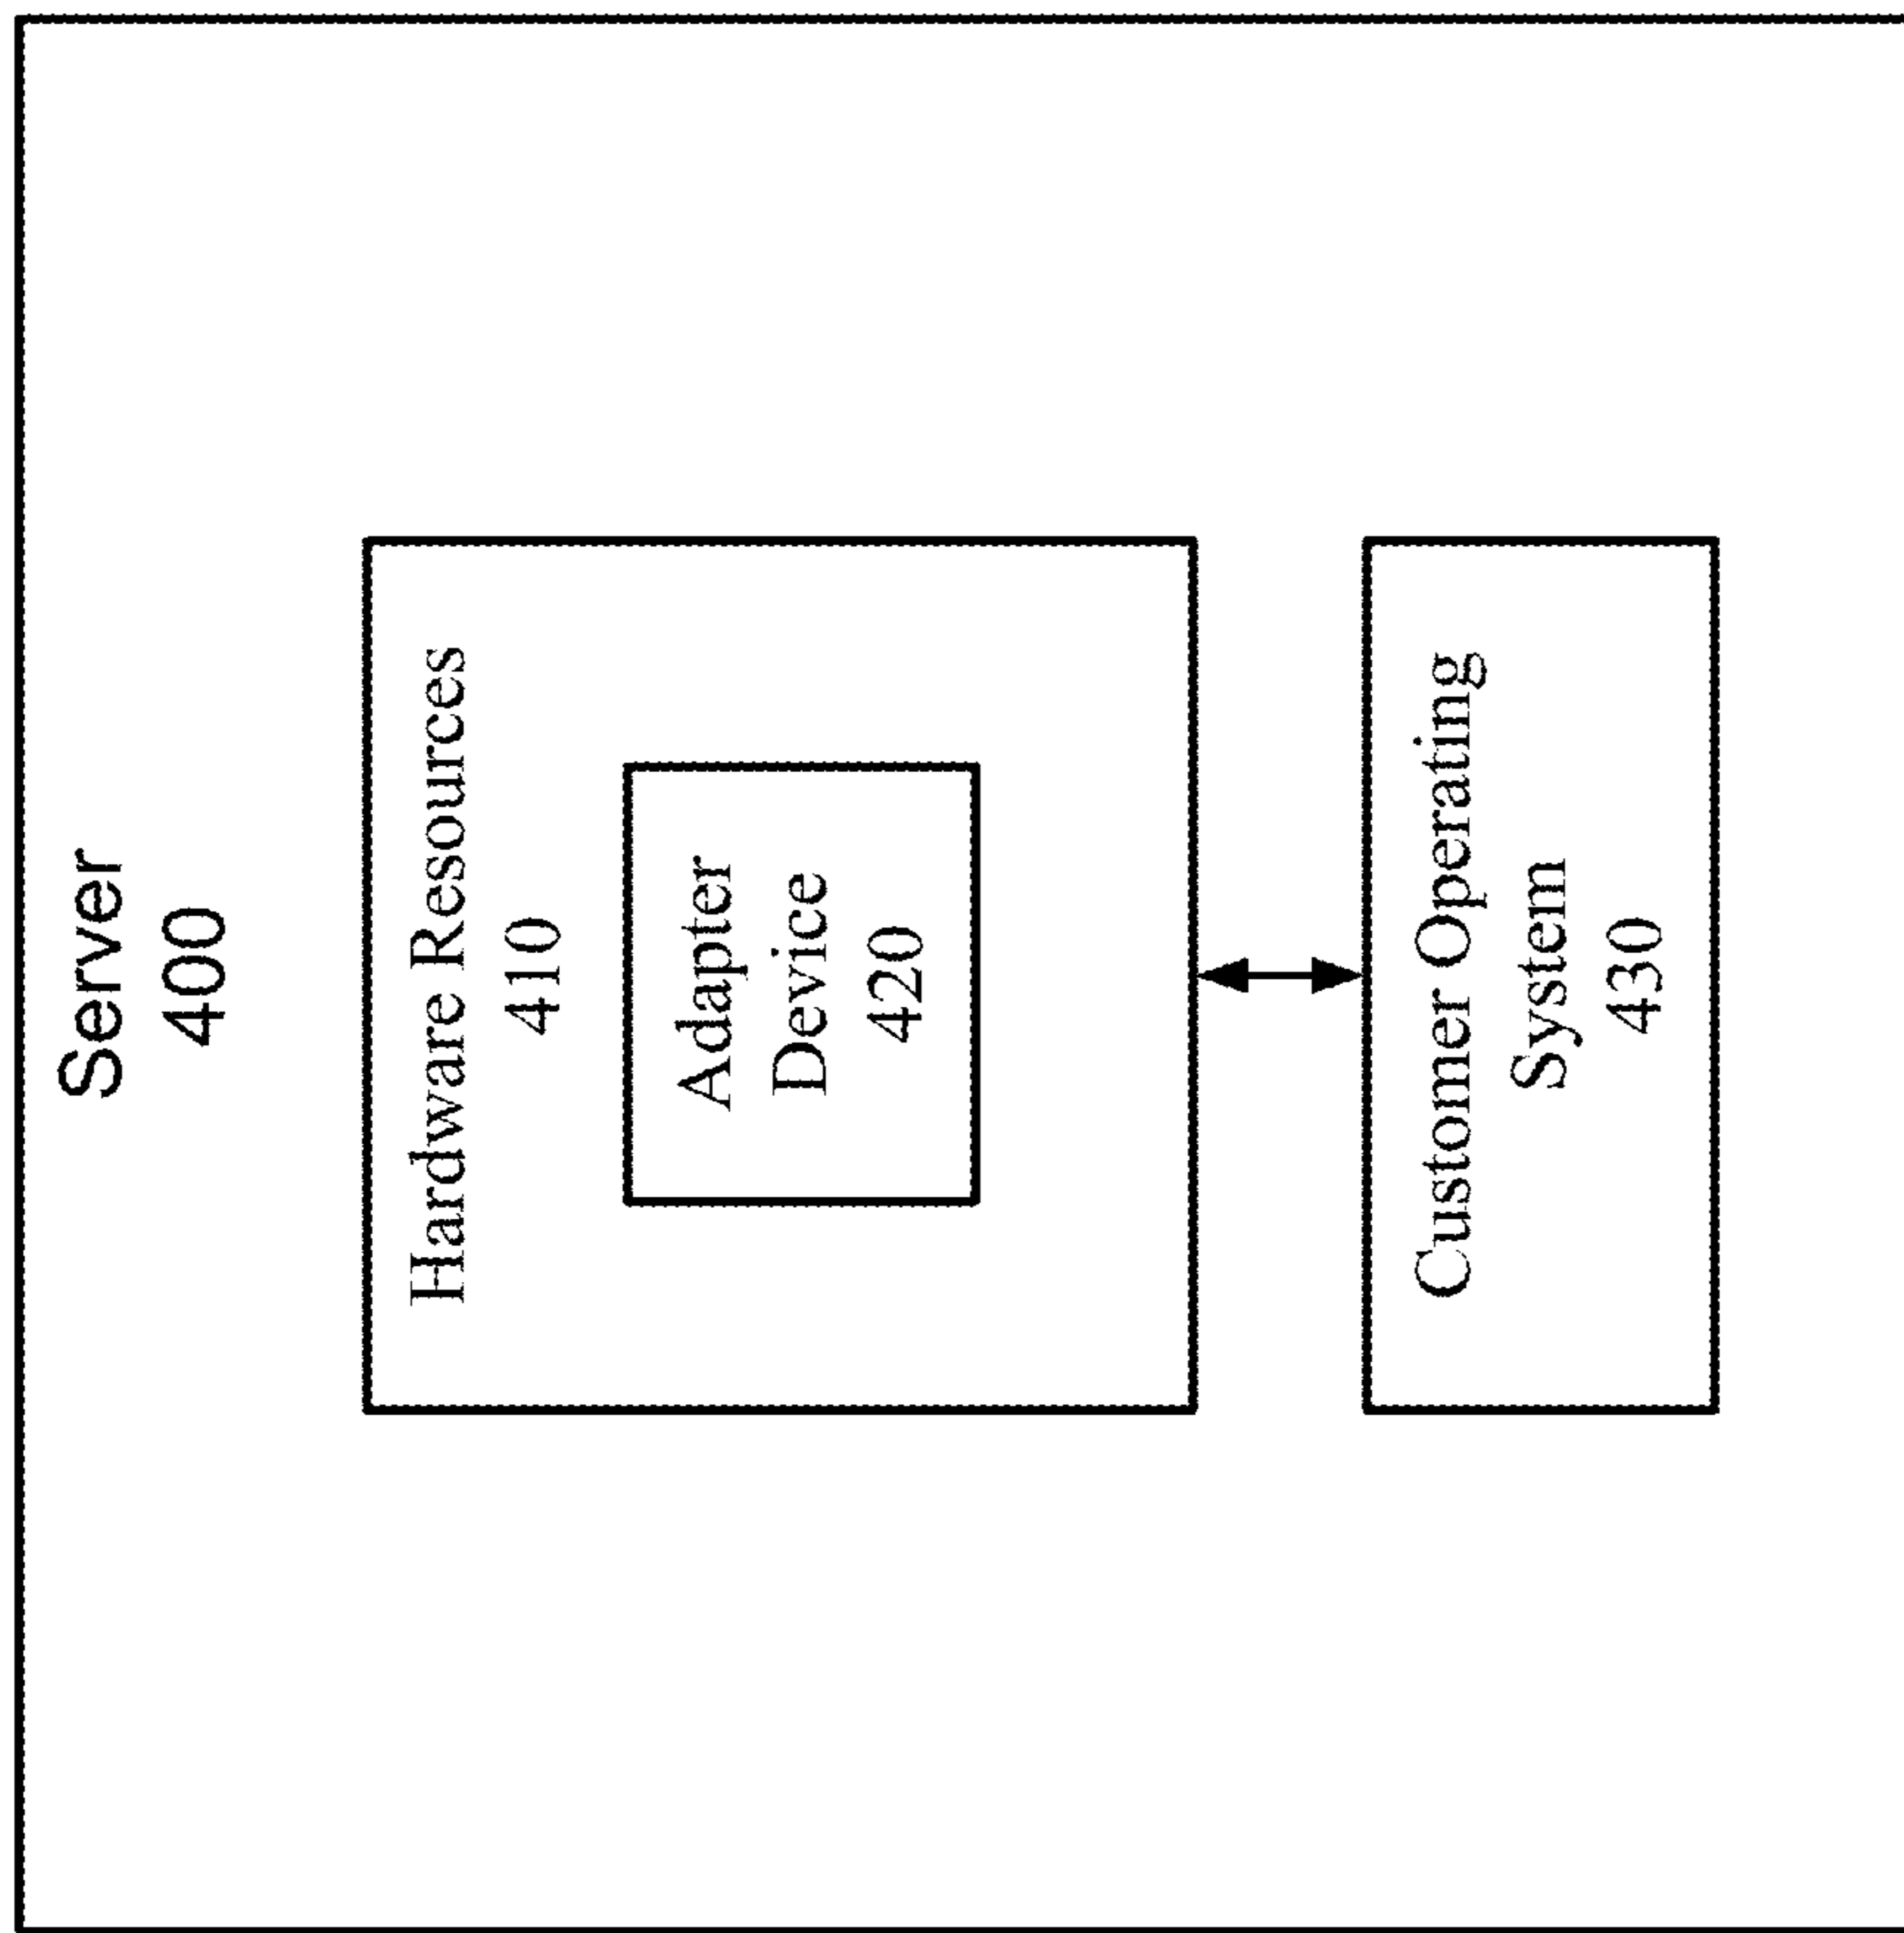 Server
400
Hardware Resources
410
Adapter
Device
420
Customer Operating
System
430